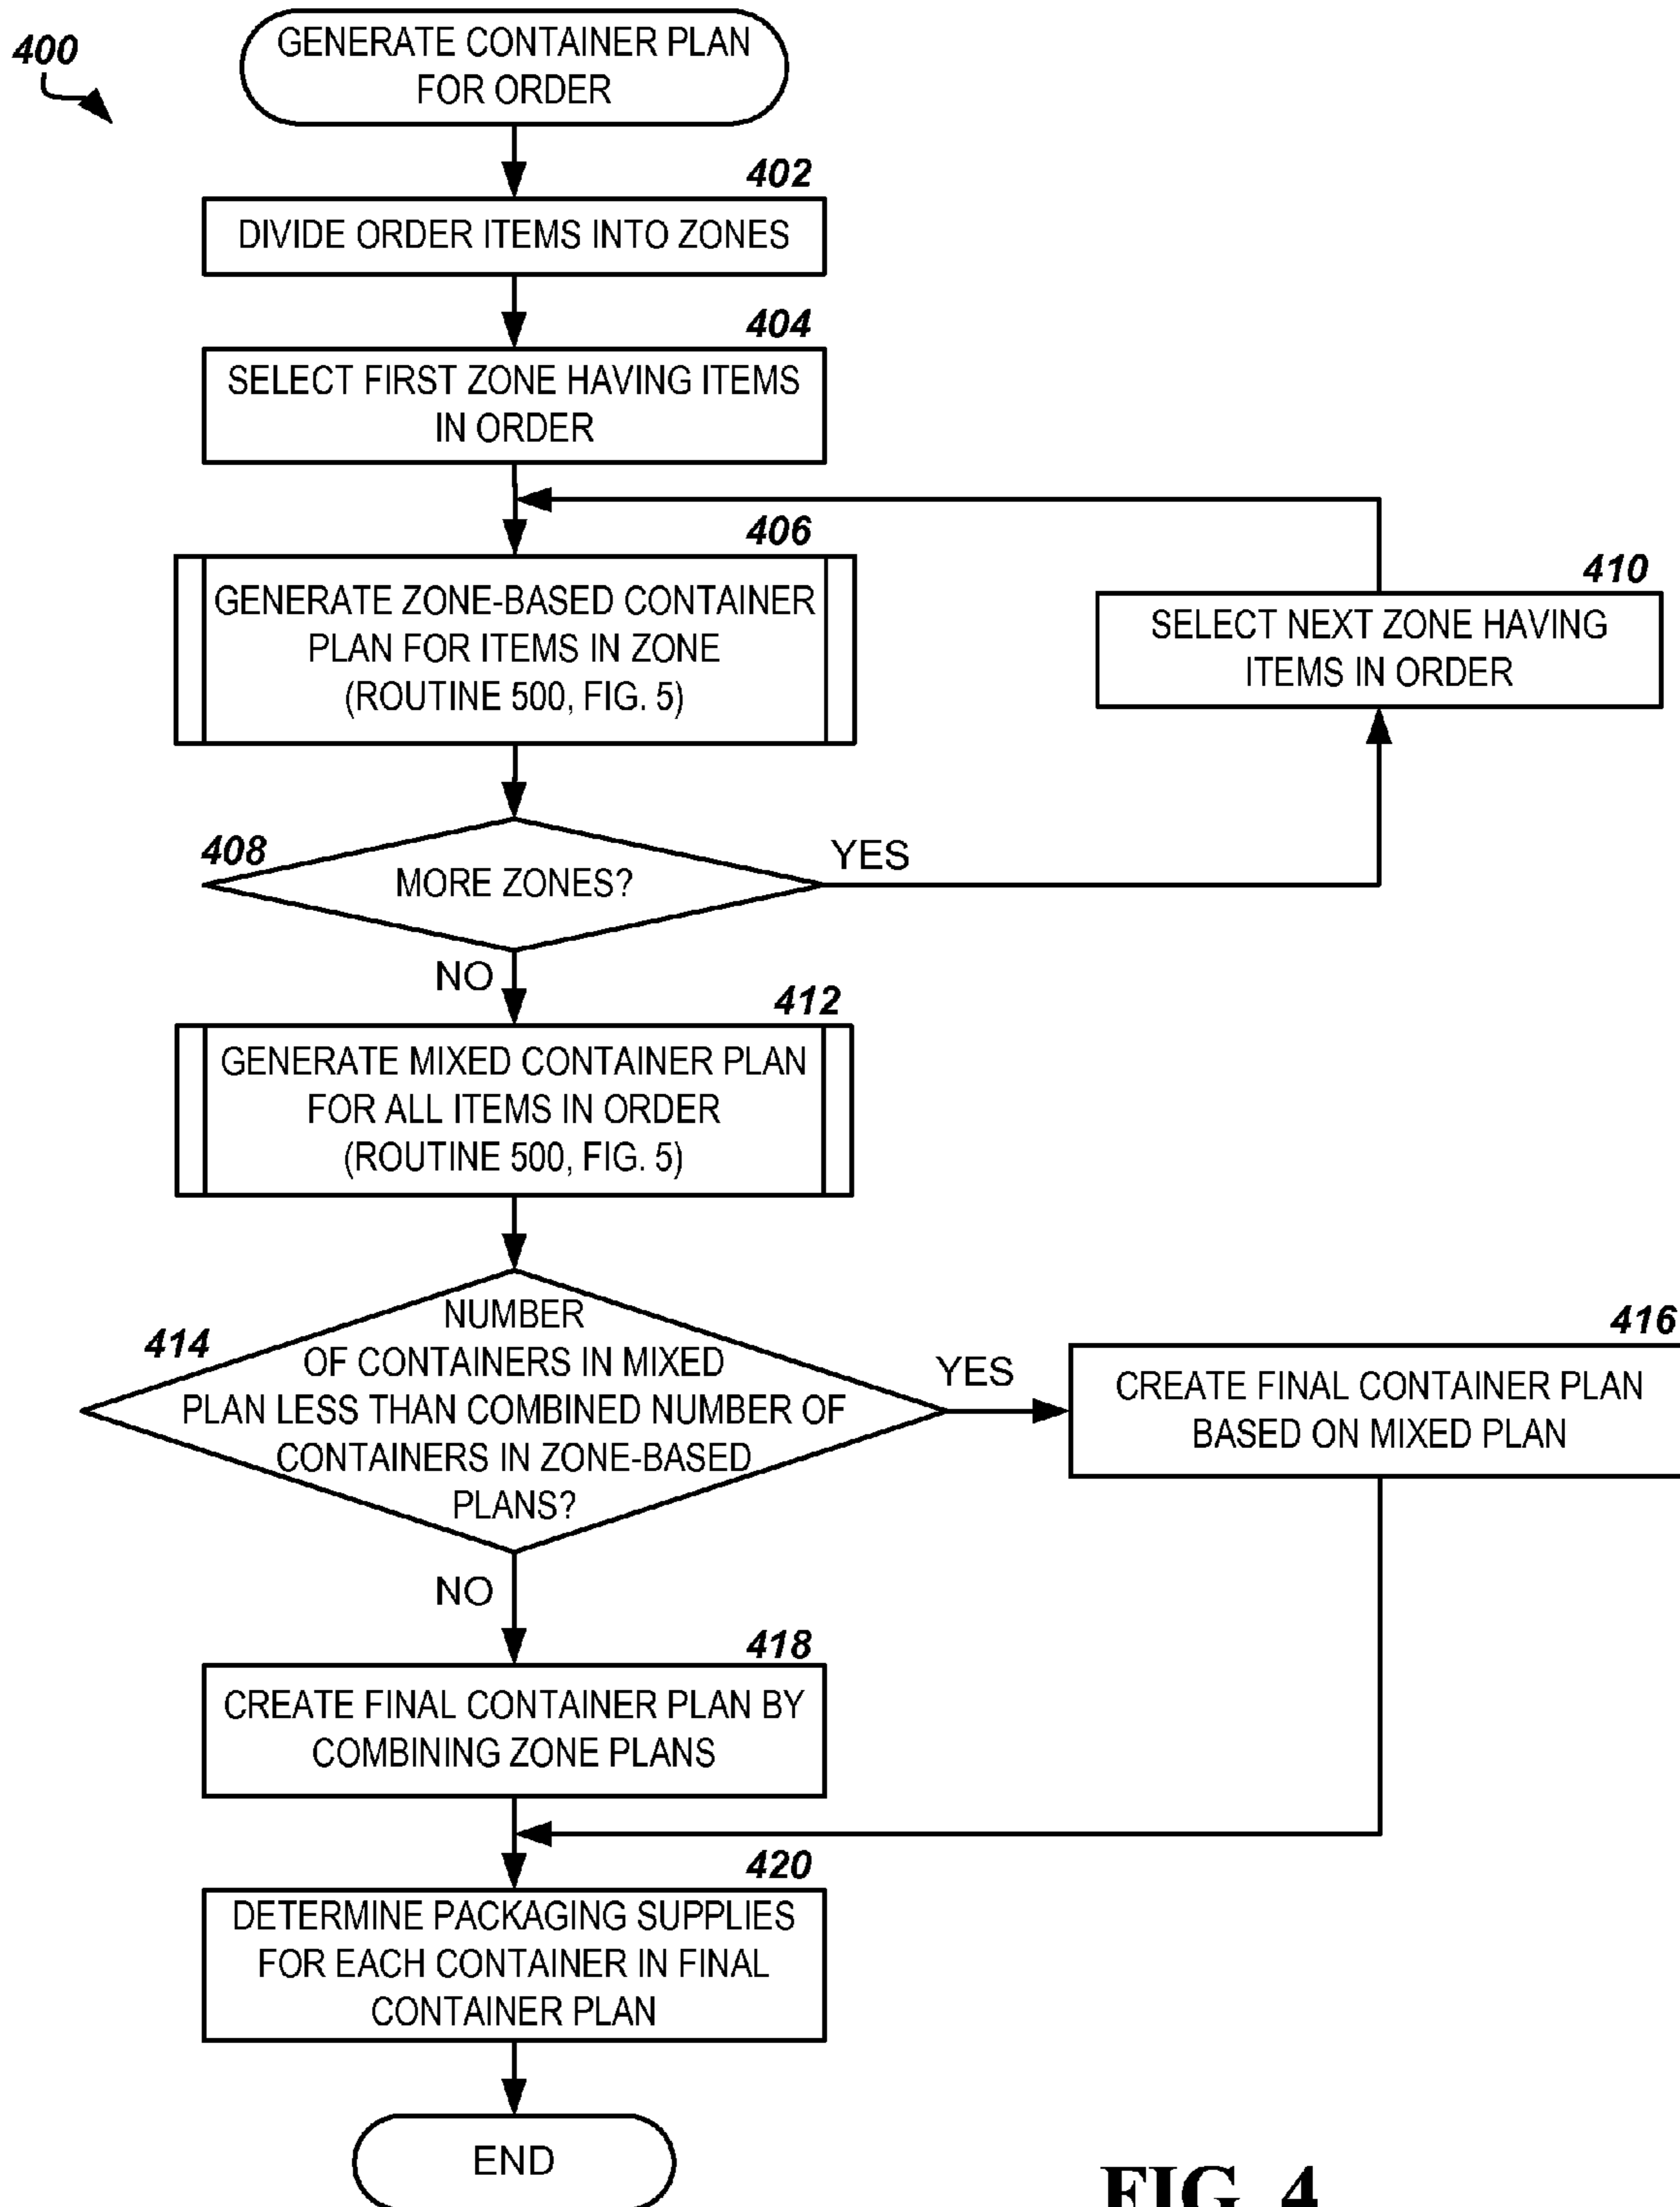 400
GENERATE CONTAINER PLAN
FOR ORDER
402
DIVIDE ORDER ITEMS INTO ZONES
404
SELECT FIRST ZONE HAVING ITEMS
IN ORDER
406
GENERATE ZONE-BASED CONTAINER
PLAN FOR ITEMS IN ZONE
(ROUTINE 500, FIG. 5)
410
SELECT NEXT ZONE HAVING
ITEMS IN ORDER
408
MORE ZONES?
YES
NO
412
GENERATE MIXED CONTAINER PLAN
FOR ALL ITEMS IN ORDER
(ROUTINE 500, FIG. 5)
414
NUMBER
OF CONTAINERS IN MIXED
PLAN LESS THAN COMBINED NUMBER OF
CONTAINERS IN ZONE-BASED
PLANS?
YES
416
CREATE FINAL CONTAINER PLAN
BASED ON MIXED PLAN
NO
418
CREATE FINAL CONTAINER PLAN BY
COMBINING ZONE PLANS
420
DETERMINE PACKAGING SUPPLIES
FOR EACH CONTAINER IN FINAL
CONTAINER PLAN
END
FIG. 4